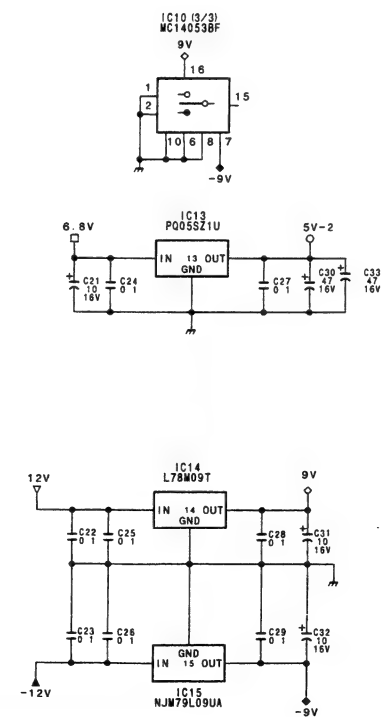 IC10 (3/3)
MC14053BF
9V
16
1
2
15
10 6 8 7
-9V
IC13
PQ05SZ1U
6.8V
5V-2
IN 13 OUT
GND
C21
10
16V
C24
0.1
C27
0.1
C30
47
16V
C33
47
16V
IC14
L78M09T
12V
9V
IN 14 OUT
GND
C22
0.1
C25
0.1
C28
0.1
C31
10
16V
C23
0.1
C26
0.1
C29
0.1
C32
10
16V
GND
IN 15 OUT
-12V
IC15
NJM79L09UA
-9V